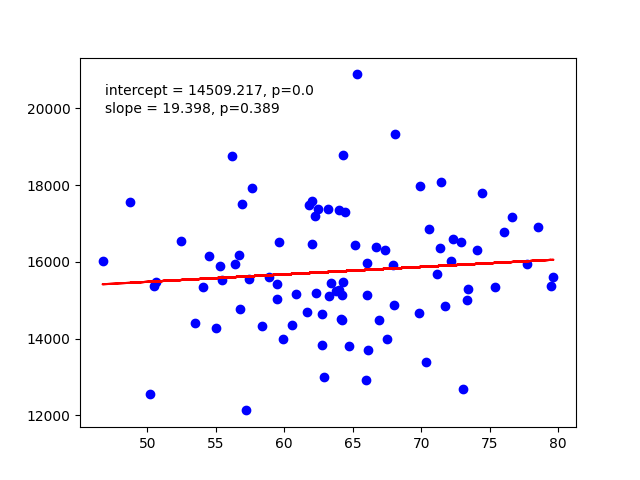 intercept = 14509.217, p=0.0
slope = 19.398, p=0.389
20000
18000
16000
14000
12000
50 55 60 65 70 75 80